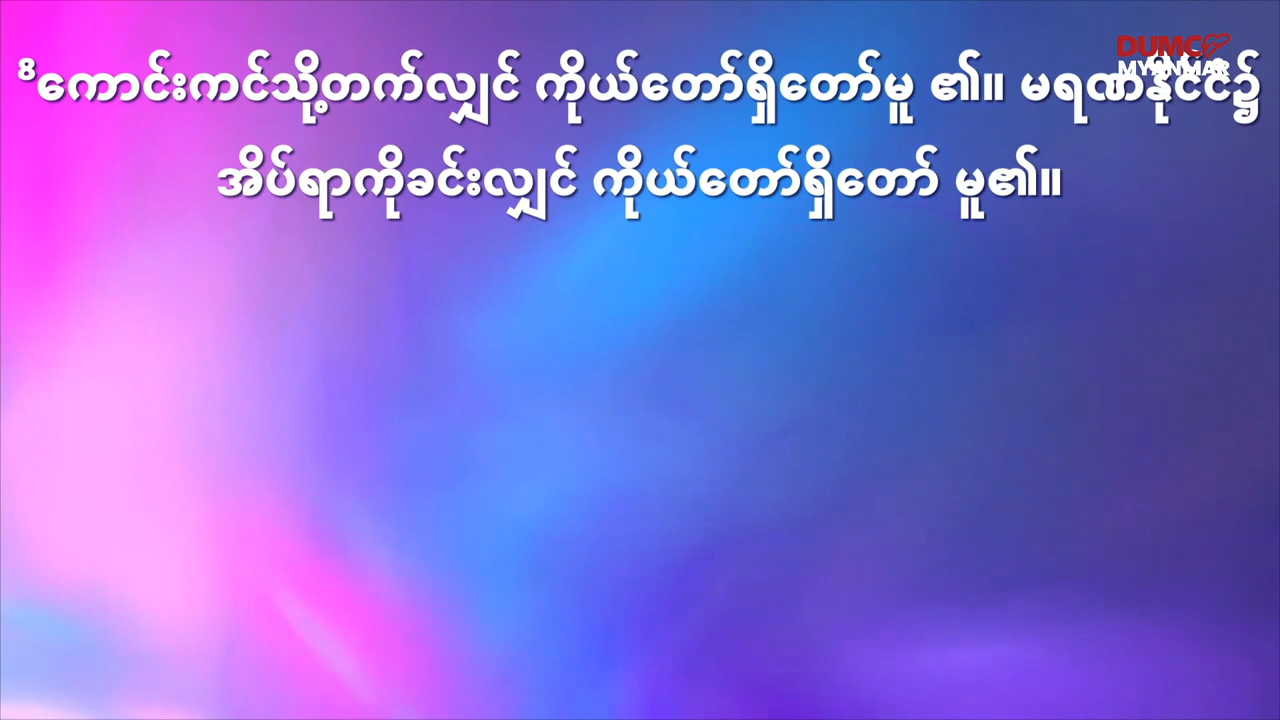 DUMC
MYANMAR
⁸ကောင်းကင်သို့တက်လျှင် ကိုယ်တော်ရှိတော်မူ ၏။ မရဏနိုင်ငံ၌
အိပ်ရာကိုခင်းလျှင် ကိုယ်တော်ရှိတော် မူ၏။